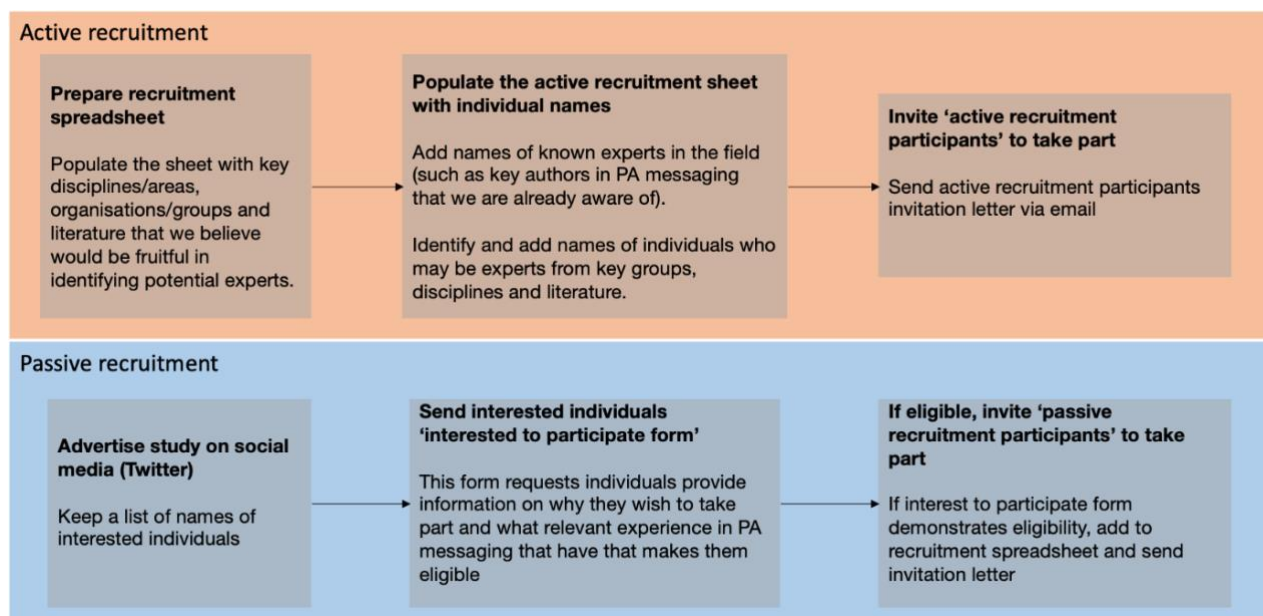 Active recruitment
Prepare recruitment
spreadsheet
Populate the sheet with key
disciplines/areas,
organisations/groups and
literature that we believe
would be fruitful in
identifying potential experts.
Populate the active recruitment sheet
with individual names
Add names of known experts in the field
(such as key authors in PA messaging
that we are already aware of).
Identify and add names of individuals who
may be experts from key groups,
disciplines and literature.
Invite ‘active recruitment
participants’ to take part
Send active recruitment participants
invitation letter via email
Passive recruitment
Advertise study on social
media (Twitter)
Keep a list of names of
interested individuals
Send interested individuals
‘interested to participate form’
This form requests individuals provide
information on why they wish to take
part and what relevant experience in PA
messaging that have that makes them
eligible
If eligible, invite ‘passive
recruitment participants’ to take
part
If interest to participate form
demonstrates eligibility, add to
recruitment spreadsheet and send
invitation letter